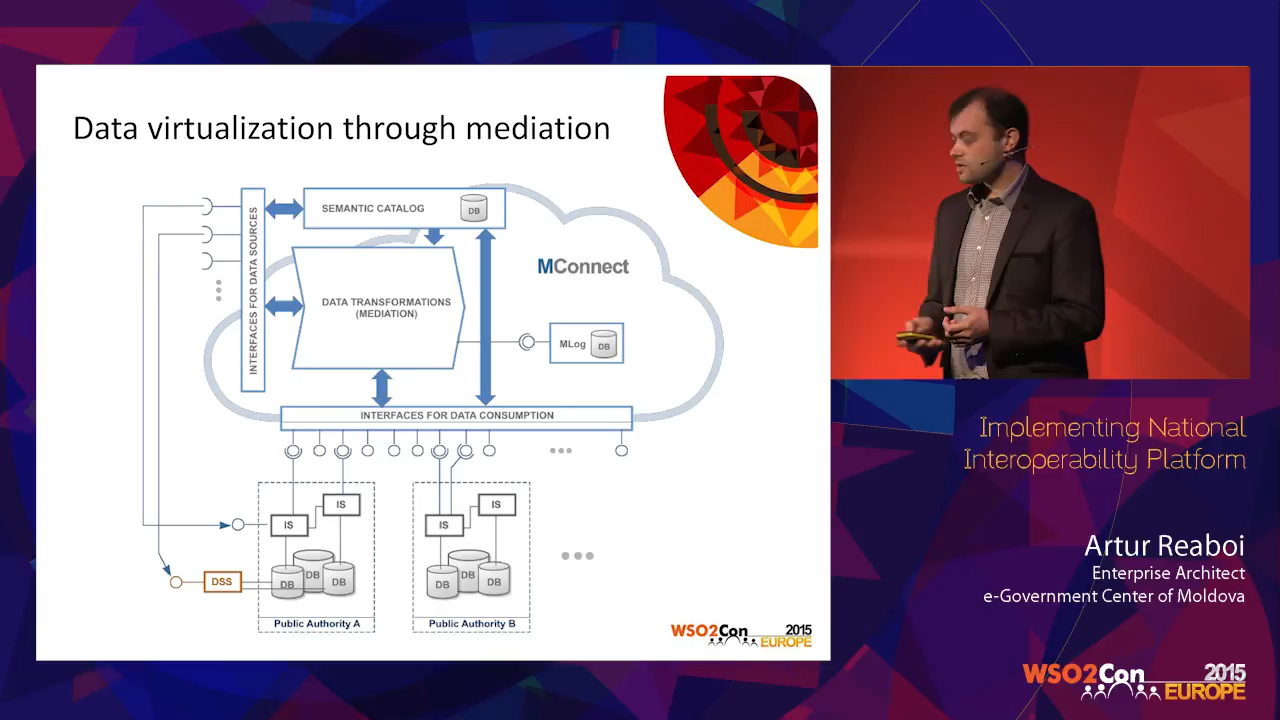 Data virtualization through mediation
INTERFACES FOR DATA SOURCES
SEMANTIC CATALOG
DB
MConnect
DATA TRANSFORMATIONS
(MEDIATION)
MLog
DB
INTERFACES FOR DATA CONSUMPTION
IS
IS
DB
DB
DB
DSS
Public Authority A
IS
IS
DB
DB
DB
Public Authority B
WSO2Con 2015
EUROPE
Implementing National
Interoperability Platform
Artur Reaboi
Enterprise Architect
e-Government Center of Moldova
WSO2Con 2015
EUROPE